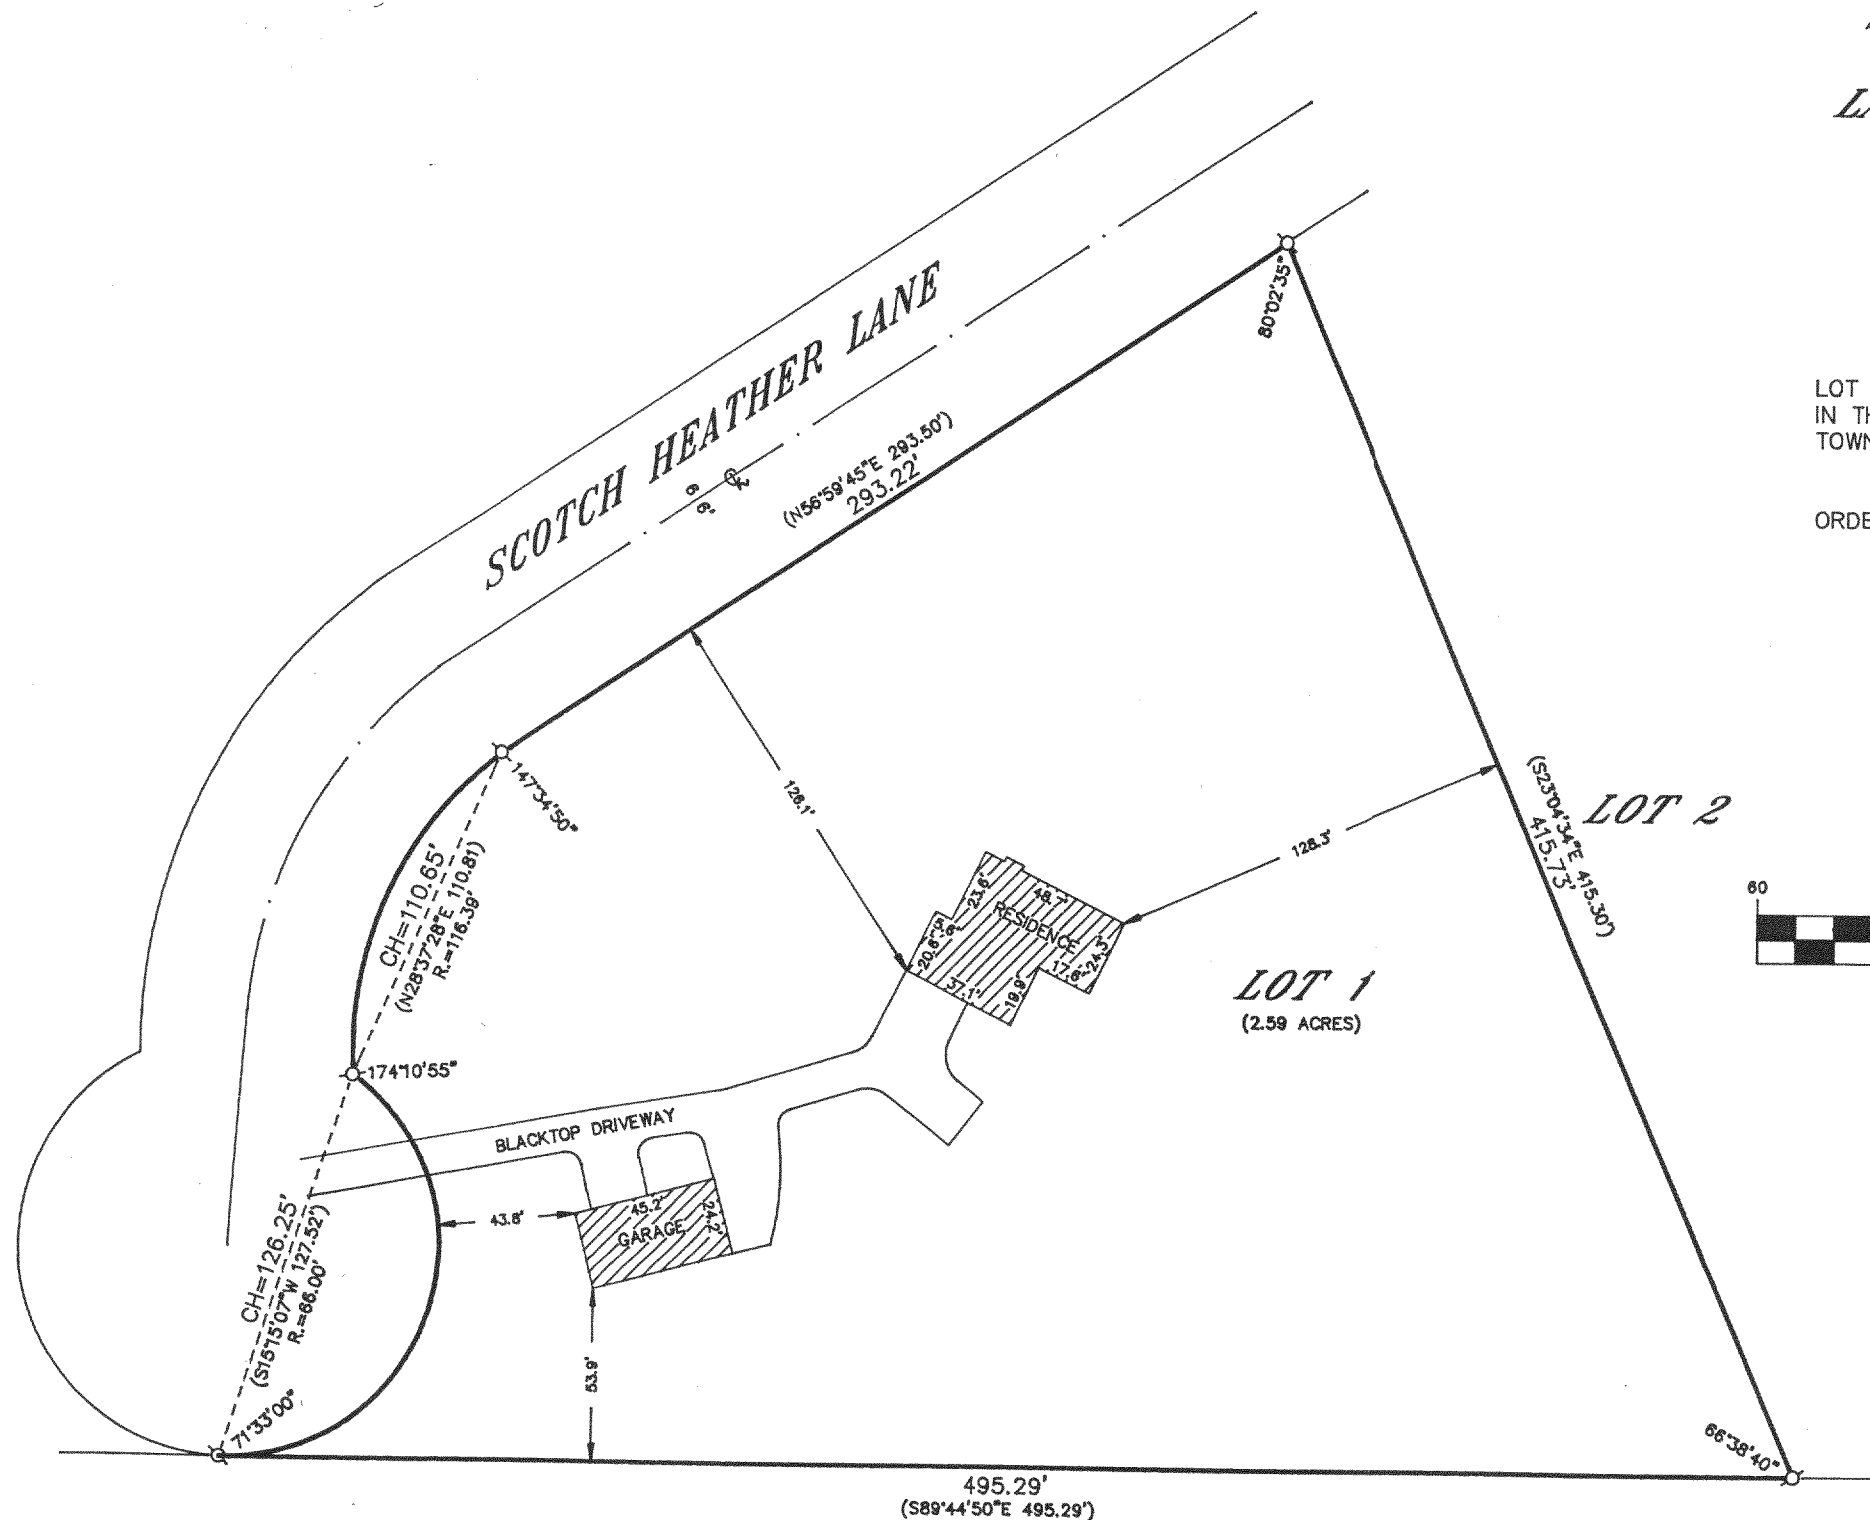 LOT
IN TH
TOWN
ORDE
SCOTCH HEATHER LANE
66'
(N56°59'45"E 293.50')
293.22'
80°02'35"
147°34'50"
126.1'
128.3'
(S23°04'34"E 415.30')
415.73'
LOT 2
60
CH=110.65'
(N28°37'28"E 110.81)
R.=116.39'
RESIDENCE
48.7'
23.6'
20.6'
37.1'
19.9'
17.6'
24.3'
LOT 1
(2.59 ACRES)
174°10'55"
BLACKTOP DRIVEWAY
43.8'
45.2'
24.2'
GARAGE
53.9'
CH=126.25'
(S15°15'07"W 127.52')
R.=66.00'
71°33'00"
66°38'40"
495.29'
(S89°44'50"E 495.29')